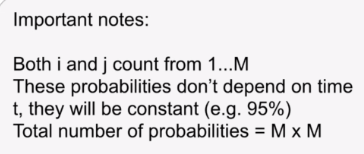 Important notes:
Both i and j count from 1...M
These probabilities don't depend on time
t, they will be constant (e.g. 95%)
Total number of probabilities = M x M